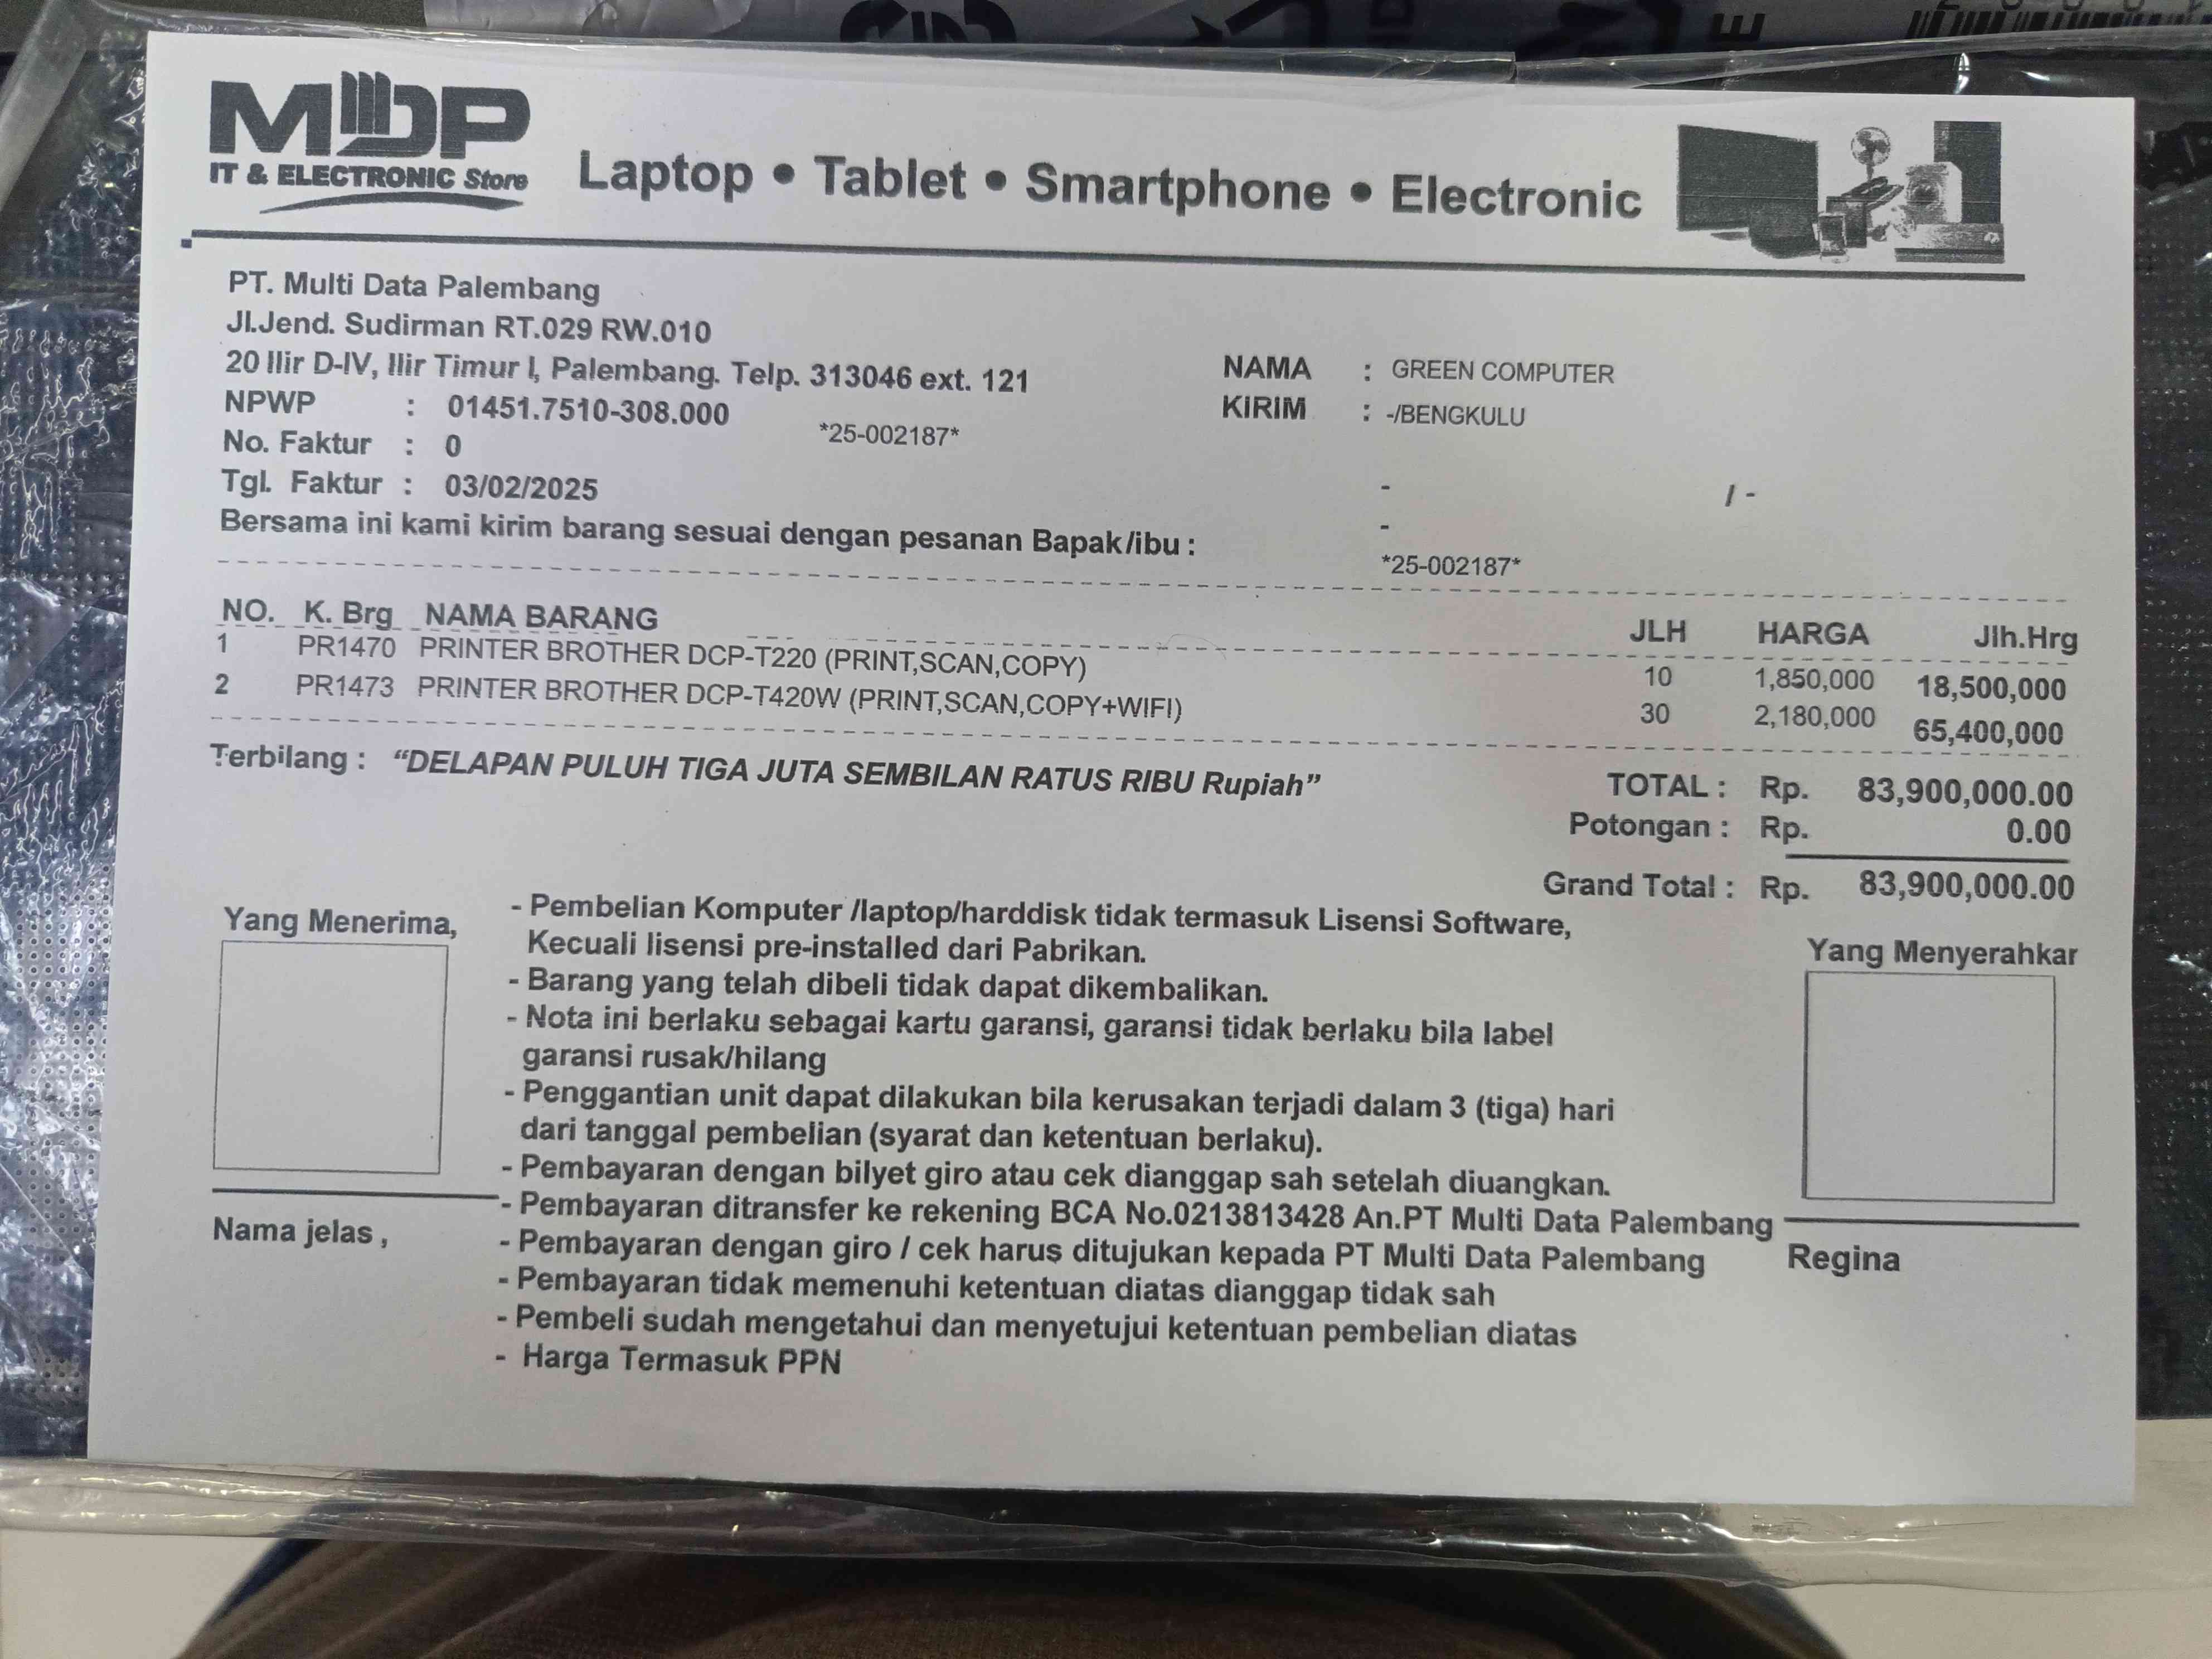 MDP
IT & ELECTRONIC Store
Laptop • Tablet • Smartphone • Electronic
PT. Multi Data Palembang
Jl.Jend. Sudirman RT.029 RW.010
20 Ilir D-IV, Ilir Timur I, Palembang. Telp. 313046 ext. 121
NPWP : 01451.7510-308.000
No. Faktur : 0 *25-002187*
Tgl. Faktur : 03/02/2025
NAMA : GREEN COMPUTER
KIRIM : -/BENGKULU
- / -
-
Bersama ini kami kirim barang sesuai dengan pesanan Bapak/ibu :
*25-002187*
NO. K. Brg NAMA BARANG JLH HARGA Jlh.Hrg
1 PR1470 PRINTER BROTHER DCP-T220 (PRINT,SCAN,COPY) 10 1,850,000 18,500,000
2 PR1473 PRINTER BROTHER DCP-T420W (PRINT,SCAN,COPY+WIFI) 30 2,180,000 65,400,000
Terbilang : “DELAPAN PULUH TIGA JUTA SEMBILAN RATUS RIBU Rupiah”
TOTAL : Rp. 83,900,000.00
Potongan : Rp. 0.00
Grand Total : Rp. 83,900,000.00
Yang Menerima,
Nama jelas ,
- Pembelian Komputer /laptop/harddisk tidak termasuk Lisensi Software,
Kecuali lisensi pre-installed dari Pabrikan.
- Barang yang telah dibeli tidak dapat dikembalikan.
- Nota ini berlaku sebagai kartu garansi, garansi tidak berlaku bila label
garansi rusak/hilang
- Penggantian unit dapat dilakukan bila kerusakan terjadi dalam 3 (tiga) hari
dari tanggal pembelian (syarat dan ketentuan berlaku).
- Pembayaran dengan bilyet giro atau cek dianggap sah setelah diuangkan.
- Pembayaran ditransfer ke rekening BCA No.0213813428 An.PT Multi Data Palembang
- Pembayaran dengan giro / cek harus ditujukan kepada PT Multi Data Palembang
- Pembayaran tidak memenuhi ketentuan diatas dianggap tidak sah
- Pembeli sudah mengetahui dan menyetujui ketentuan pembelian diatas
- Harga Termasuk PPN
Yang Menyerahkar
Regina